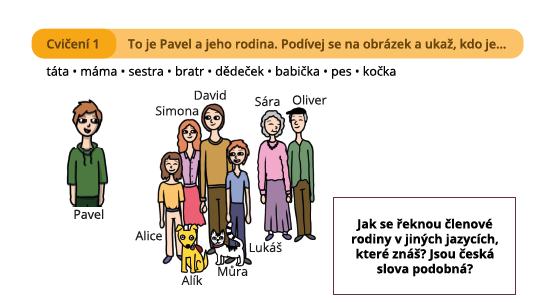 Cvičení 1 To je Pavel a jeho rodina. Podívej se na obrázek a ukaž, kdo je...
táta • máma • sestra • bratr • dědeček • babička • pes • kočka
David
Simona
Sára
Oliver
Pavel
Alice
Lukáš
Můra
Alík
Jak se řeknou členové
rodiny v jiných jazycích,
které znáš? Jsou česká
slova podobná?